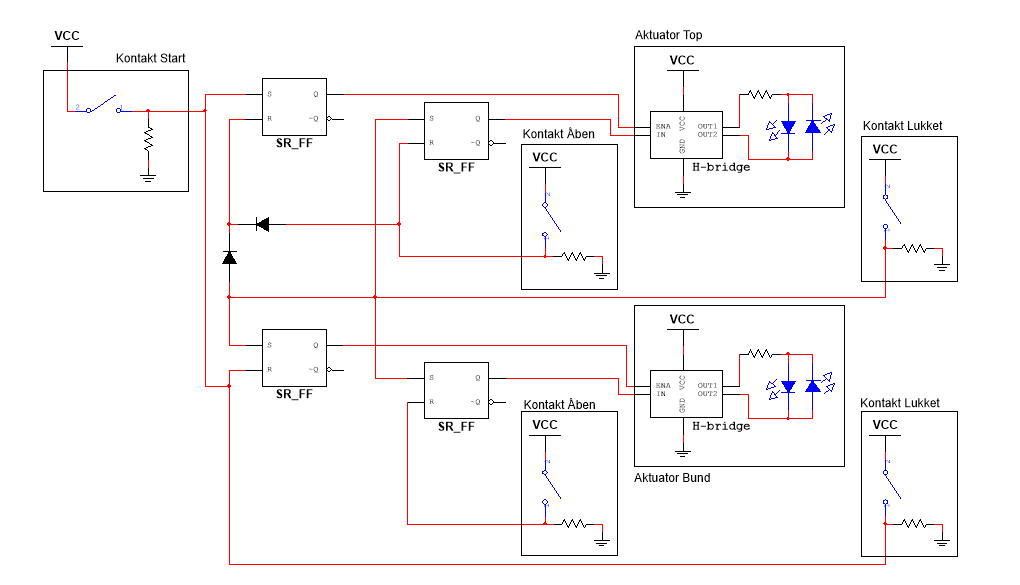 VCC
Kontakt Start
2
1
S
Q
R
~Q
SR_FF
S
Q
R
~Q
SR_FF
Kontakt Åben
VCC
2
1
Aktuator Top
VCC
ENA
IN
VCC
GND
OUT1
OUT2
H-bridge
Kontakt Lukket
VCC
2
1
S
Q
R
~Q
SR_FF
S
Q
R
~Q
SR_FF
Kontakt Åben
VCC
2
1
VCC
ENA
IN
VCC
GND
OUT1
OUT2
H-bridge
Aktuator Bund
Kontakt Lukket
VCC
2
1